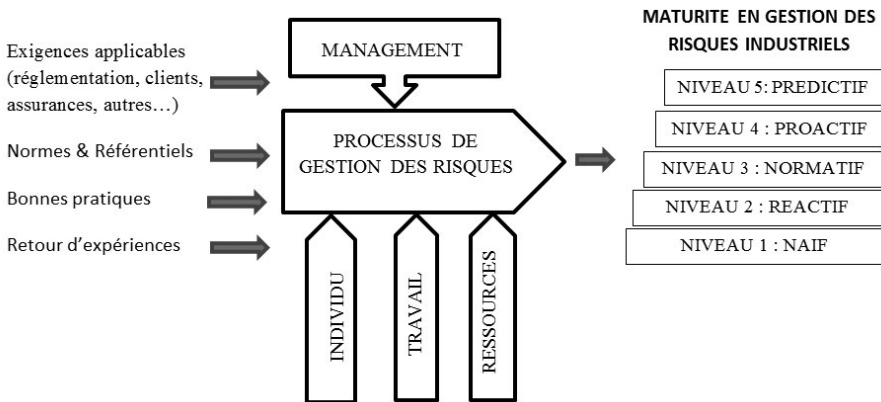 MATURITE EN GESTION DES
RISQUES INDUSTRIELS
MANAGEMENT
Exigences applicables
(réglementation, clients,
assurances, autres…)
Normes & Référentiels
Bonnes pratiques
Retour d’expériences
PROCESSUS DE
GESTION DES RISQUES
INDIVIDU
TRAVAIL
RESSOURCES
NIVEAU 5: PREDICTIF
NIVEAU 4 : PROACTIF
NIVEAU 3 : NORMATIF
NIVEAU 2 : REACTIF
NIVEAU 1 : NAIF